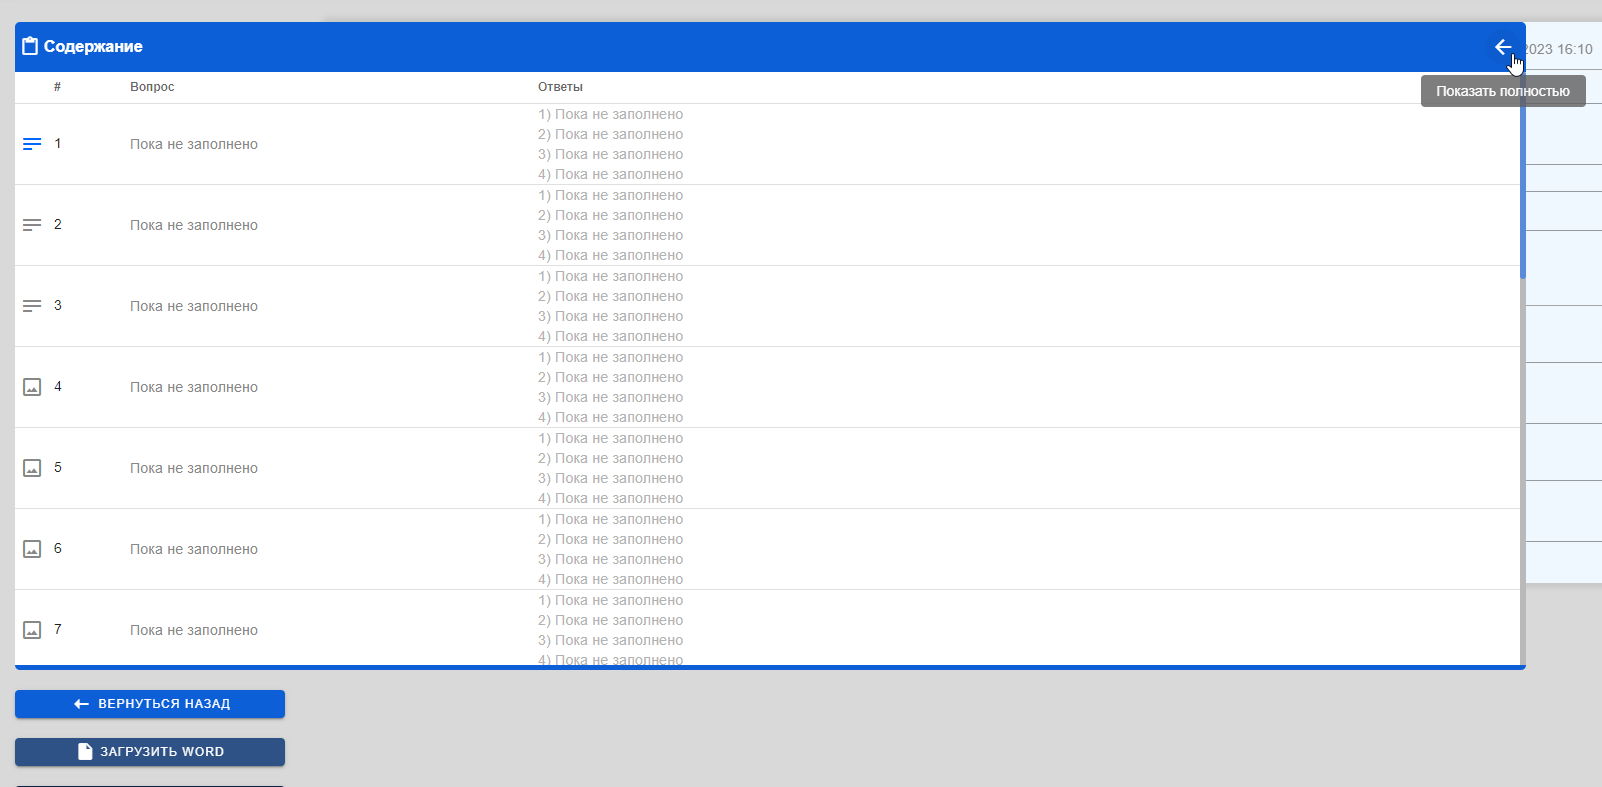 Содержание
2023 16:10
Показать полностью
# Вопрос Ответы
1 Пока не заполнено
1) Пока не заполнено
2) Пока не заполнено
3) Пока не заполнено
4) Пока не заполнено
2 Пока не заполнено
1) Пока не заполнено
2) Пока не заполнено
3) Пока не заполнено
4) Пока не заполнено
3 Пока не заполнено
1) Пока не заполнено
2) Пока не заполнено
3) Пока не заполнено
4) Пока не заполнено
4 Пока не заполнено
1) Пока не заполнено
2) Пока не заполнено
3) Пока не заполнено
4) Пока не заполнено
5 Пока не заполнено
1) Пока не заполнено
2) Пока не заполнено
3) Пока не заполнено
4) Пока не заполнено
6 Пока не заполнено
1) Пока не заполнено
2) Пока не заполнено
3) Пока не заполнено
4) Пока не заполнено
7 Пока не заполнено
1) Пока не заполнено
2) Пока не заполнено
3) Пока не заполнено
4) Пока не заполнено
ВЕРНУТЬСЯ НАЗАД
ЗАГРУЗИТЬ WORD